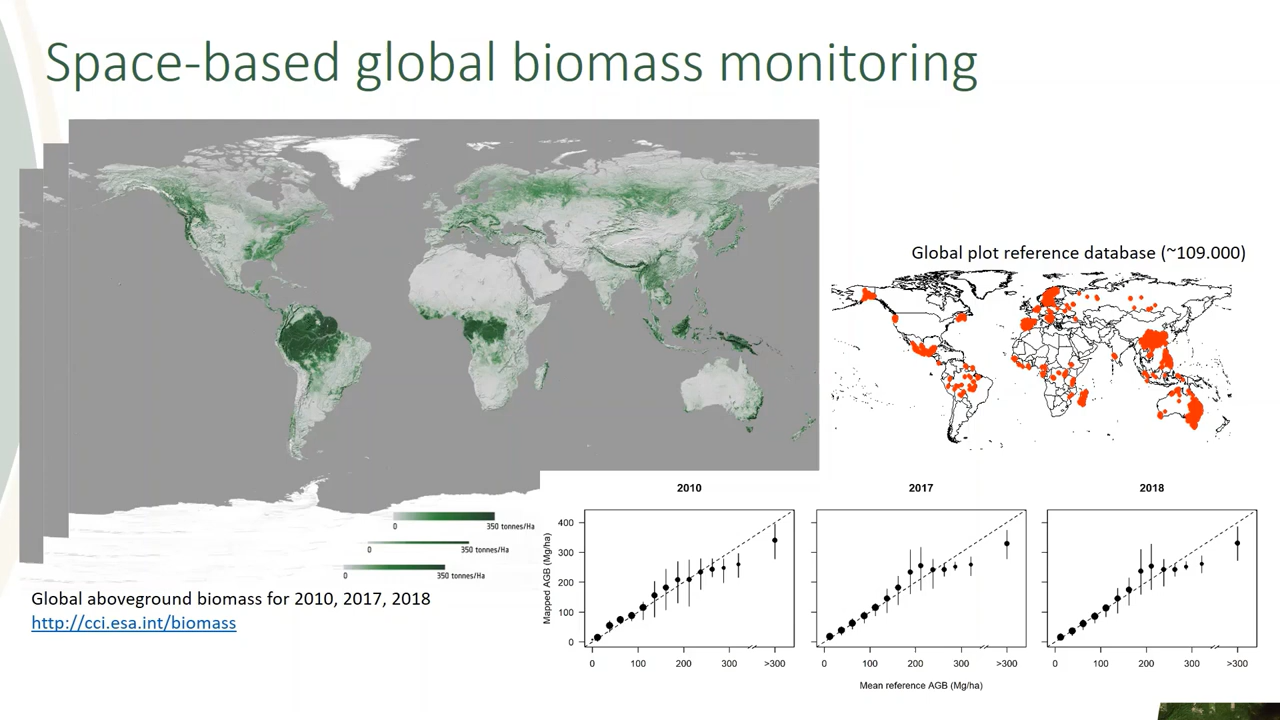 Space-based global biomass monitoring
Global plot reference database (~109.000)
0 350 tonnes/Ha
0 350 tonnes/Ha
0 350 tonnes/Ha
Global aboveground biomass for 2010, 2017, 2018
http://cci.esa.int/biomass
2010 2017 2018
Mapped AGB (Mg/ha)
400
300
200
100
0
0 100 200 300 >300
0 100 200 300 >300
0 100 200 300 >300
Mean reference AGB (Mg/ha)